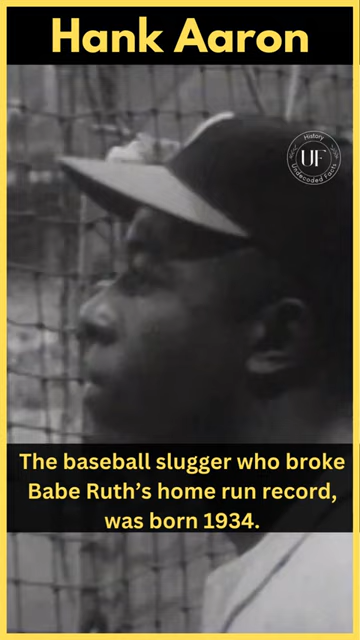 Hank Aaron
History
UF
Undecoded Facts
The baseball slugger who broke
Babe Ruth's home run record,
was born 1934.